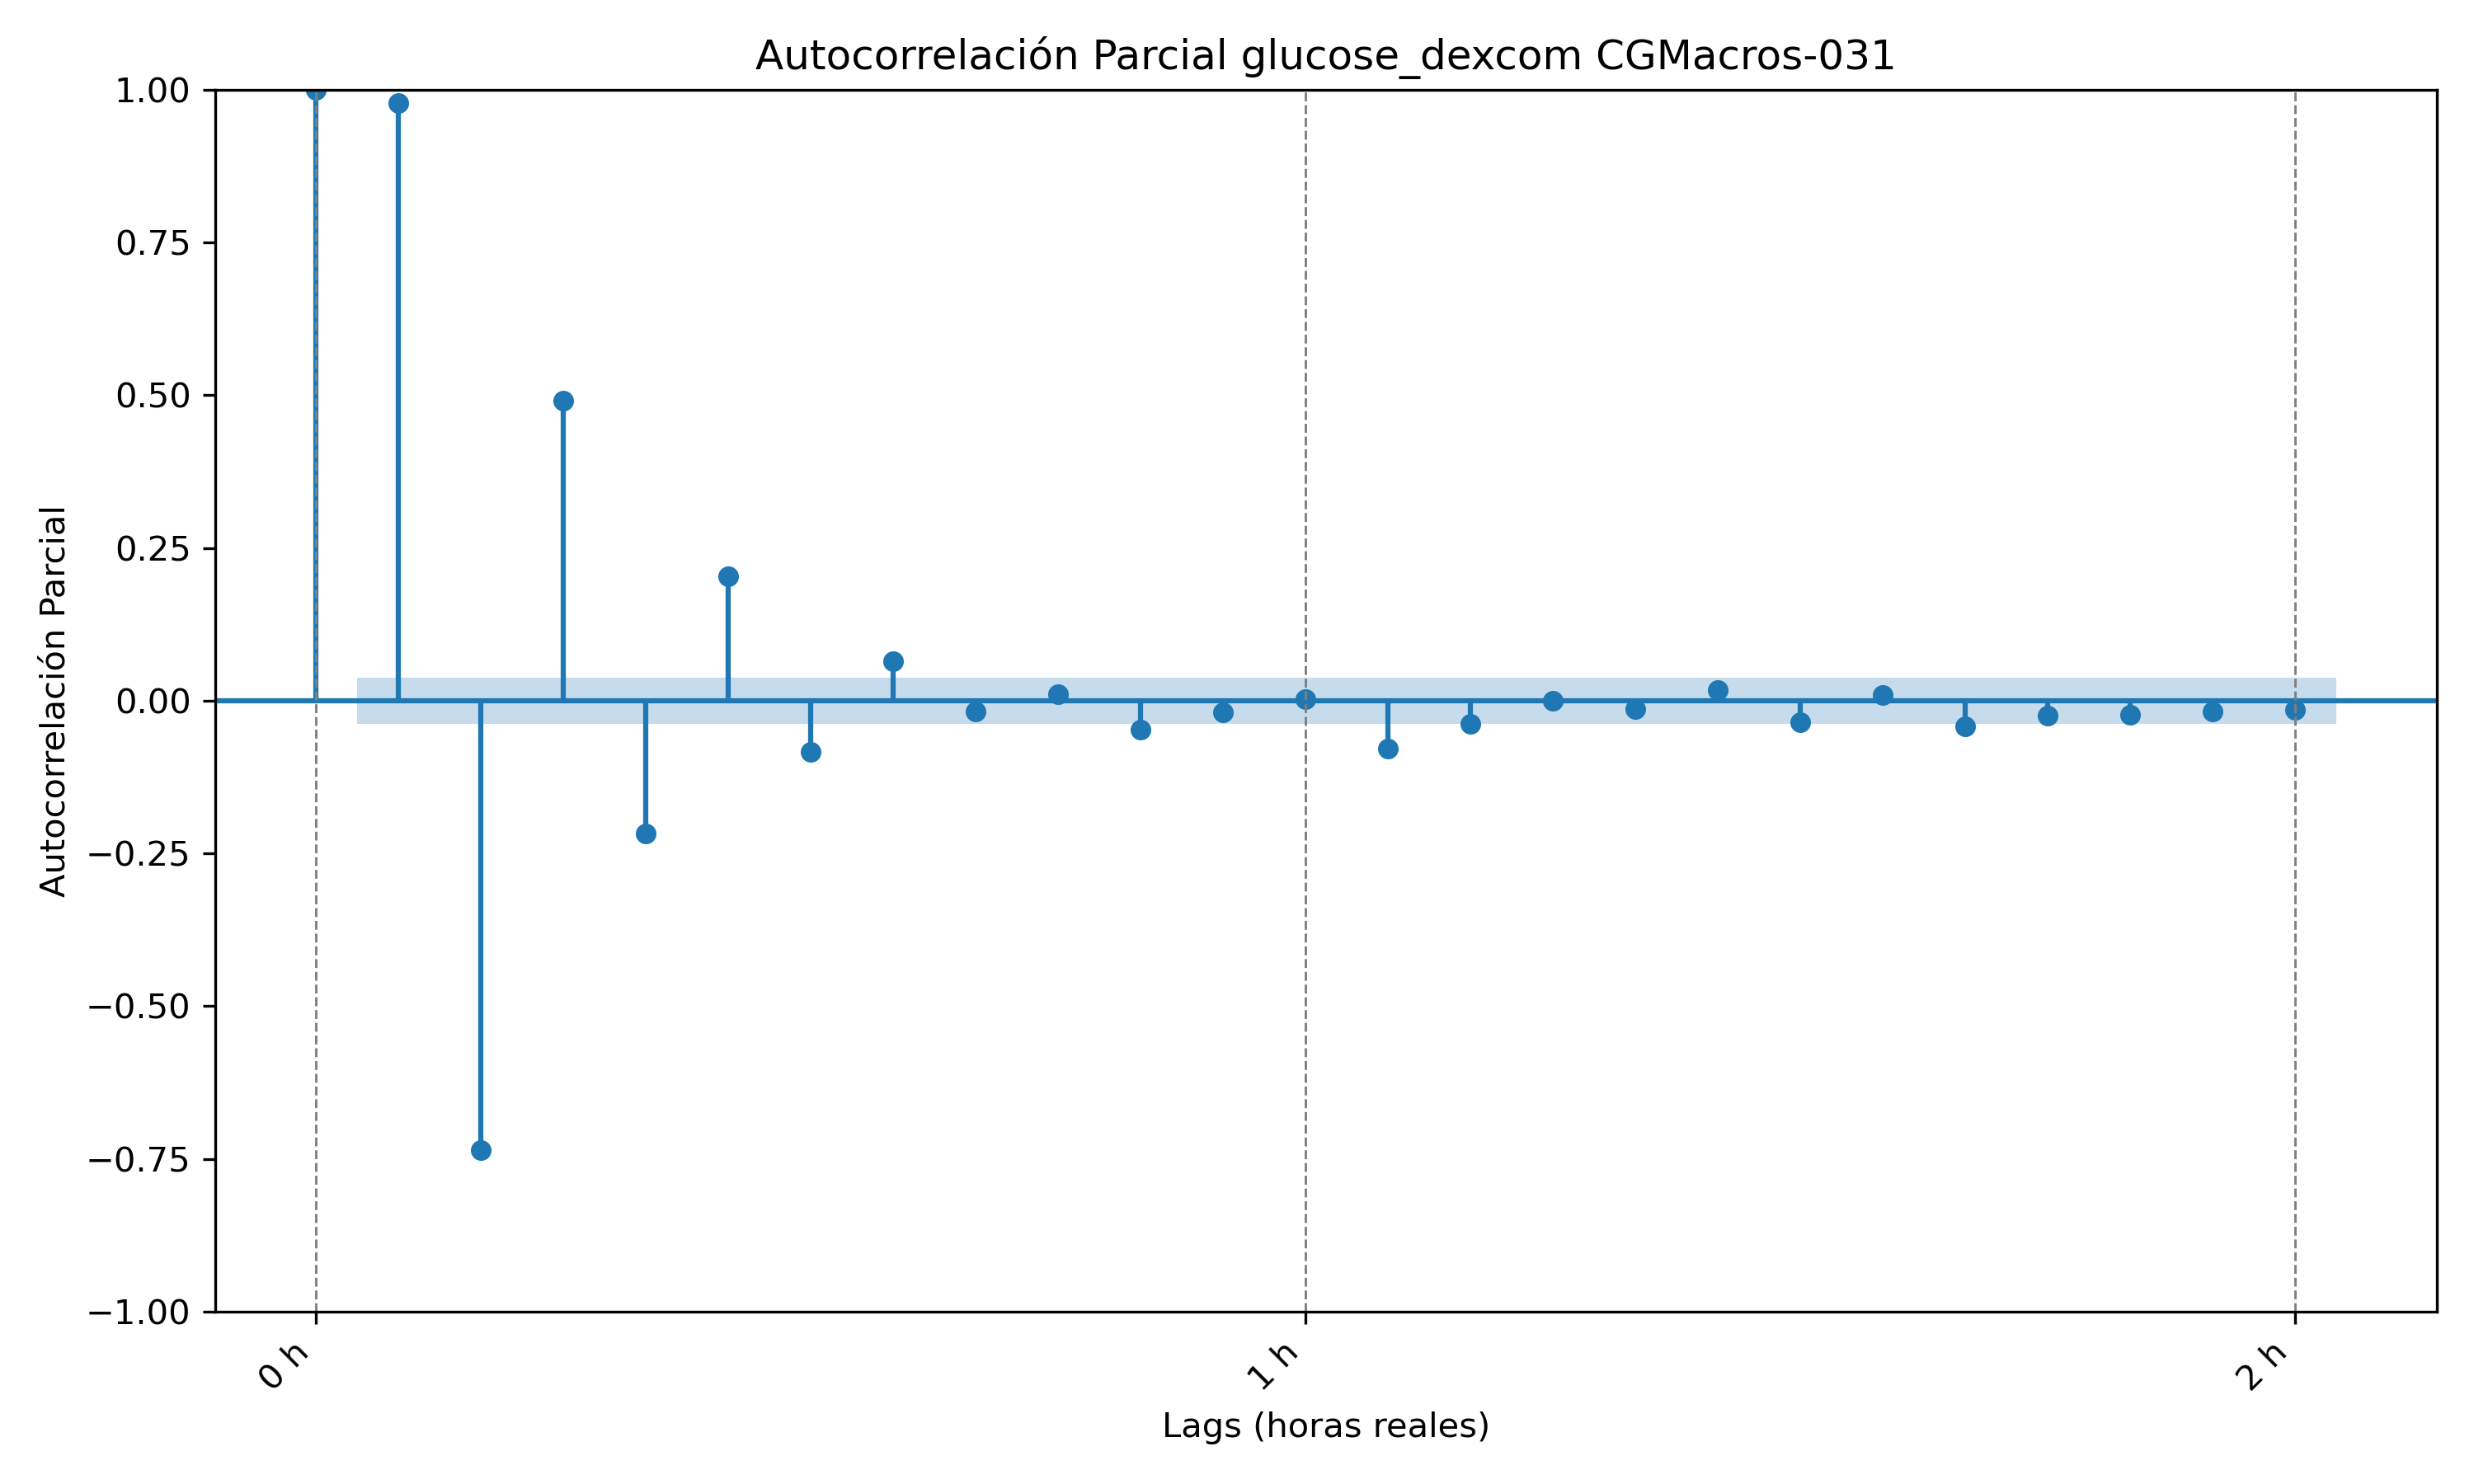 Autocorrelación Parcial glucose_dexcom CGMacros-031
1.00
0.75
0.50
0.25
0.00
−0.25
−0.50
−0.75
−1.00
Autocorrelación Parcial
0 h
1 h
2 h
Lags (horas reales)